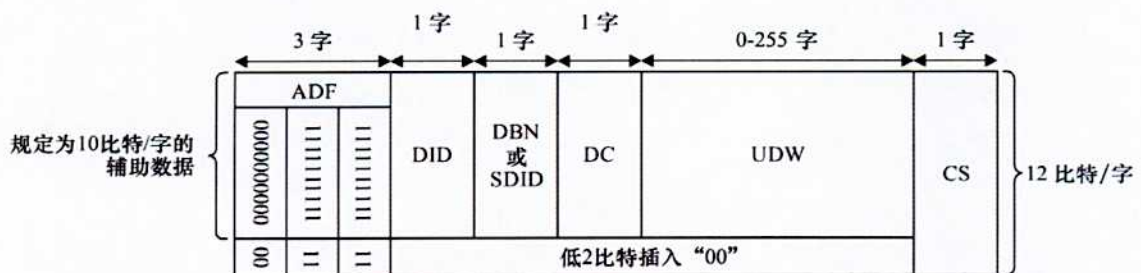 1 字
1 字
3 字
1 字
0-255 字
1 字
ADF
规定为10比特/字的
辅助数据
0000000000
1111111111
1111111111
DID
DBN
或
SDID
DC
UDW
CS
12 比特/字
00
11
11
低2比特插入“00”